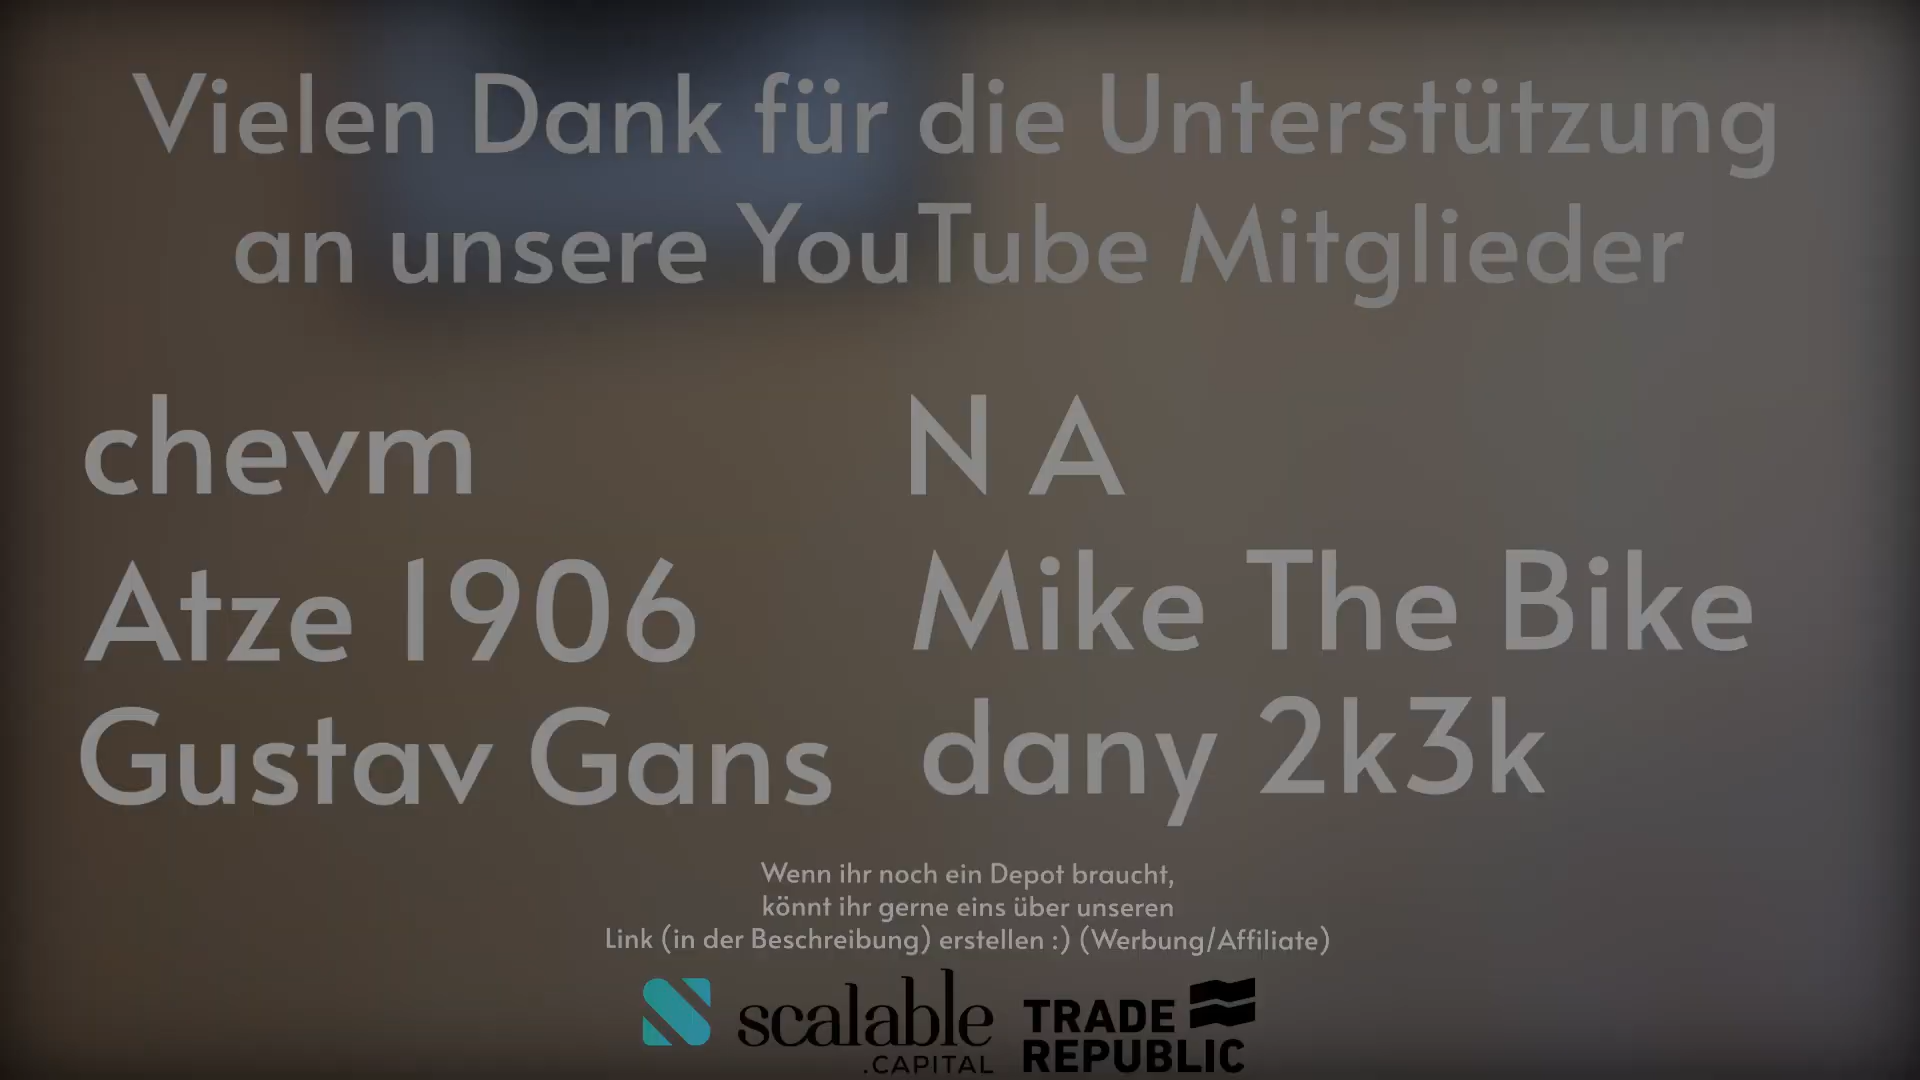 Vielen Dank für die Unterstützung
an unsere YouTube Mitglieder
chevm
N A
Atze 1906
Mike The Bike
Gustav Gans
dany 2k3k
Wenn ihr noch ein Depot braucht,
könnt ihr gerne eins über unseren
Link (in der Beschreibung) erstellen :) (Werbung/Affiliate)
scalable
.CAPITAL
TRADE
REPUBLIC